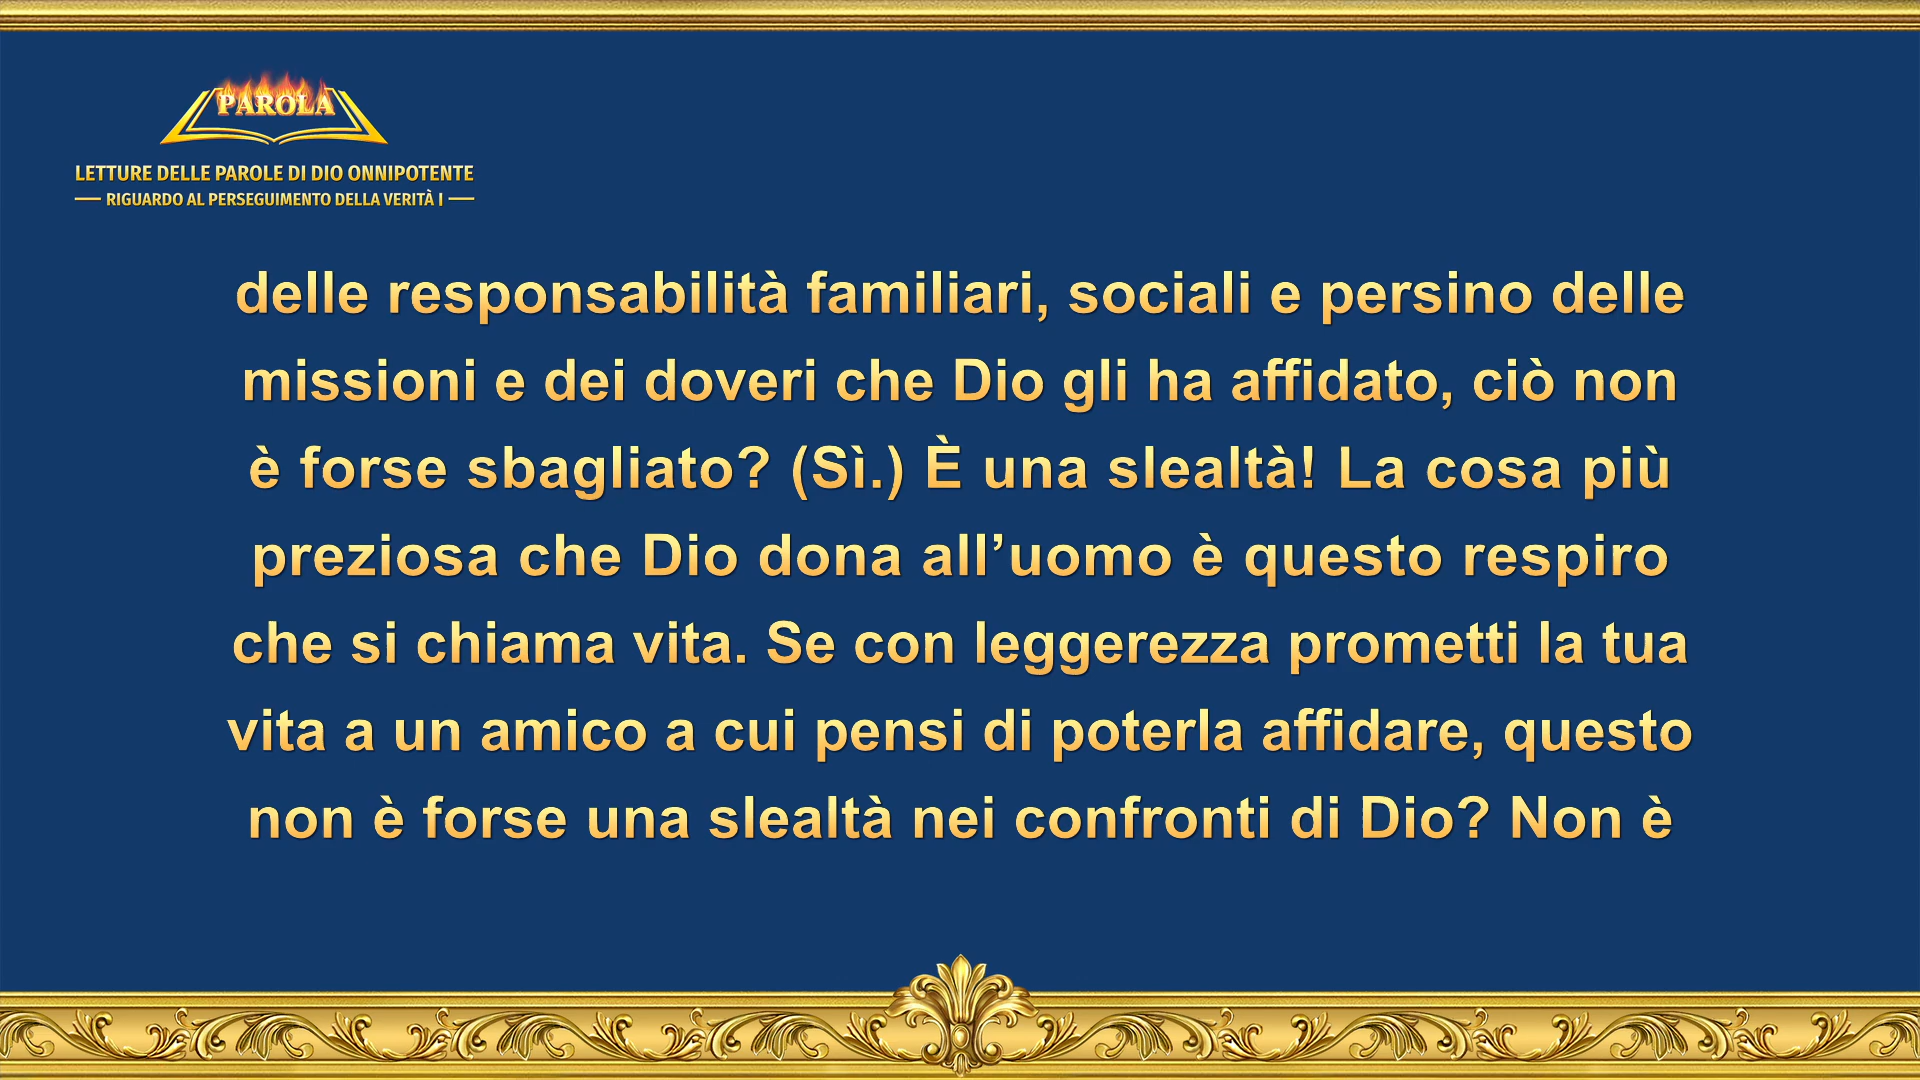 PAROLA
LETTURE DELLE PAROLE DI DIO ONNIPOTENTE
RIGUARDO AL PERSEGUIMENTO DELLA VERITÀ I
delle responsabilità familiari, sociali e persino delle
missioni e dei doveri che Dio gli ha affidato, ciò non
è forse sbagliato? (Sì.) È una slealtà! La cosa più
preziosa che Dio dona all’uomo è questo respiro
che si chiama vita. Se con leggerezza prometti la tua
vita a un amico a cui pensi di poterla affidare, questo
non è forse una slealtà nei confronti di Dio? Non è